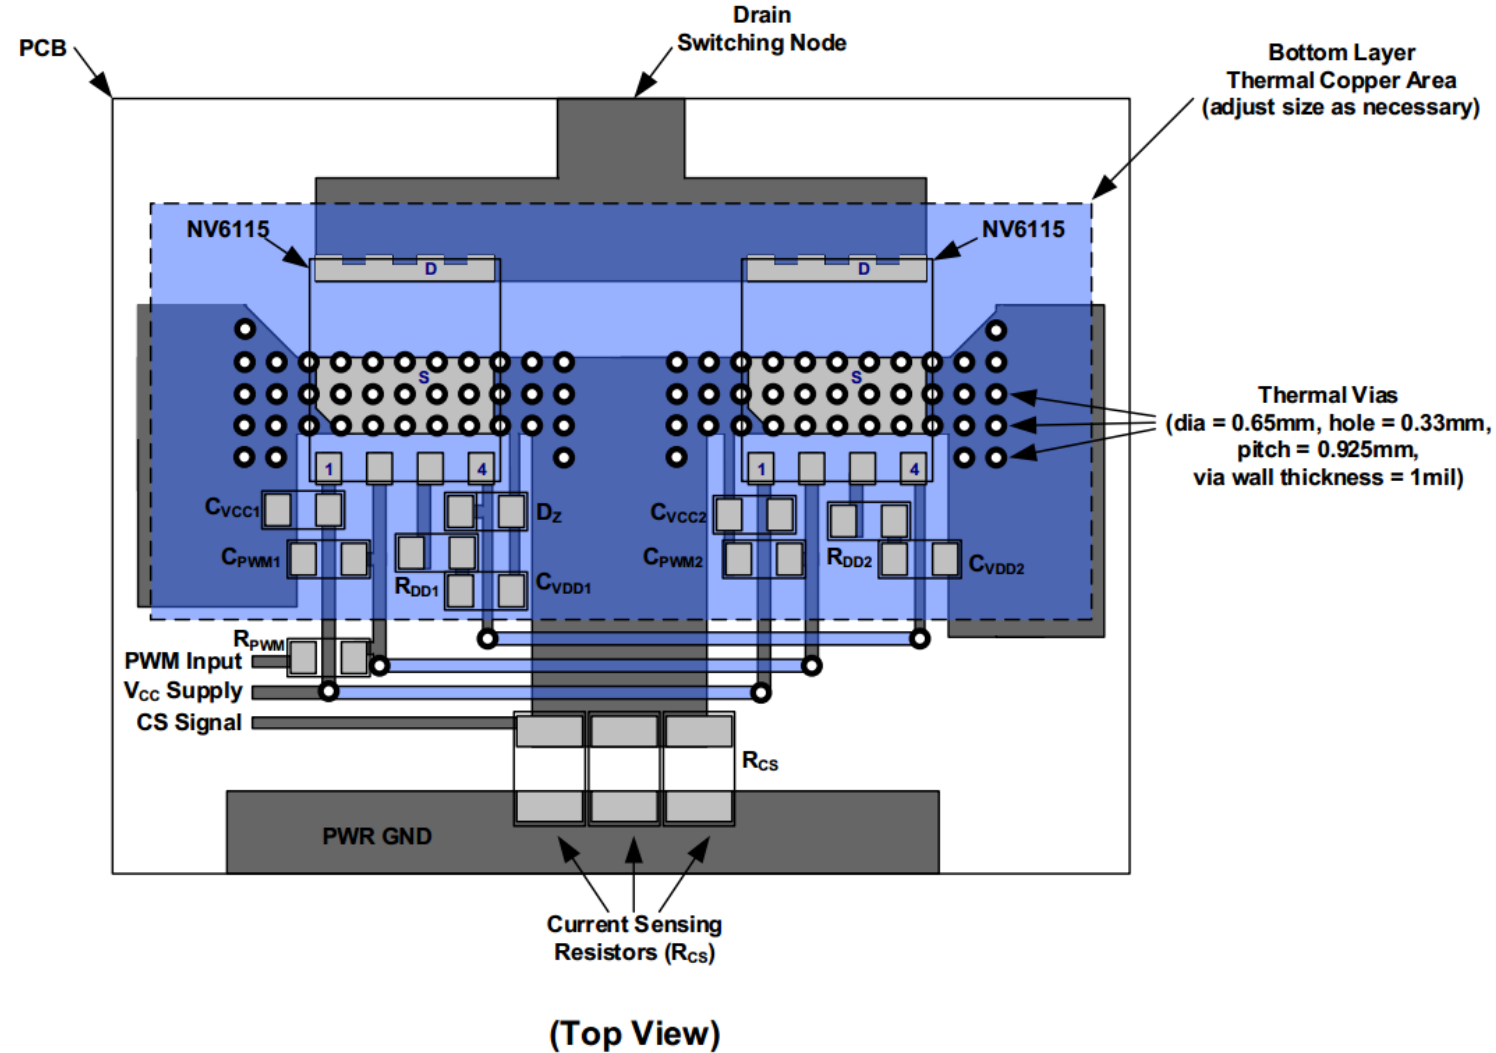 Drain
Switching Node
PCB
Bottom Layer
Thermal Copper Area
(adjust size as necessary)
NV6115
NV6115
D
D
S
S
Thermal Vias
(dia = 0.65mm, hole = 0.33mm,
pitch = 0.925mm,
via wall thickness = 1mil)
1
4
1
4
CVCC1
DZ
CVCC2
CPWM1
RDD1
CVDD1
CPWM2
RDD2
CVDD2
RPWM
PWM Input
VCC Supply
CS Signal
RCS
PWR GND
Current Sensing
Resistors (RCS)
(Top View)